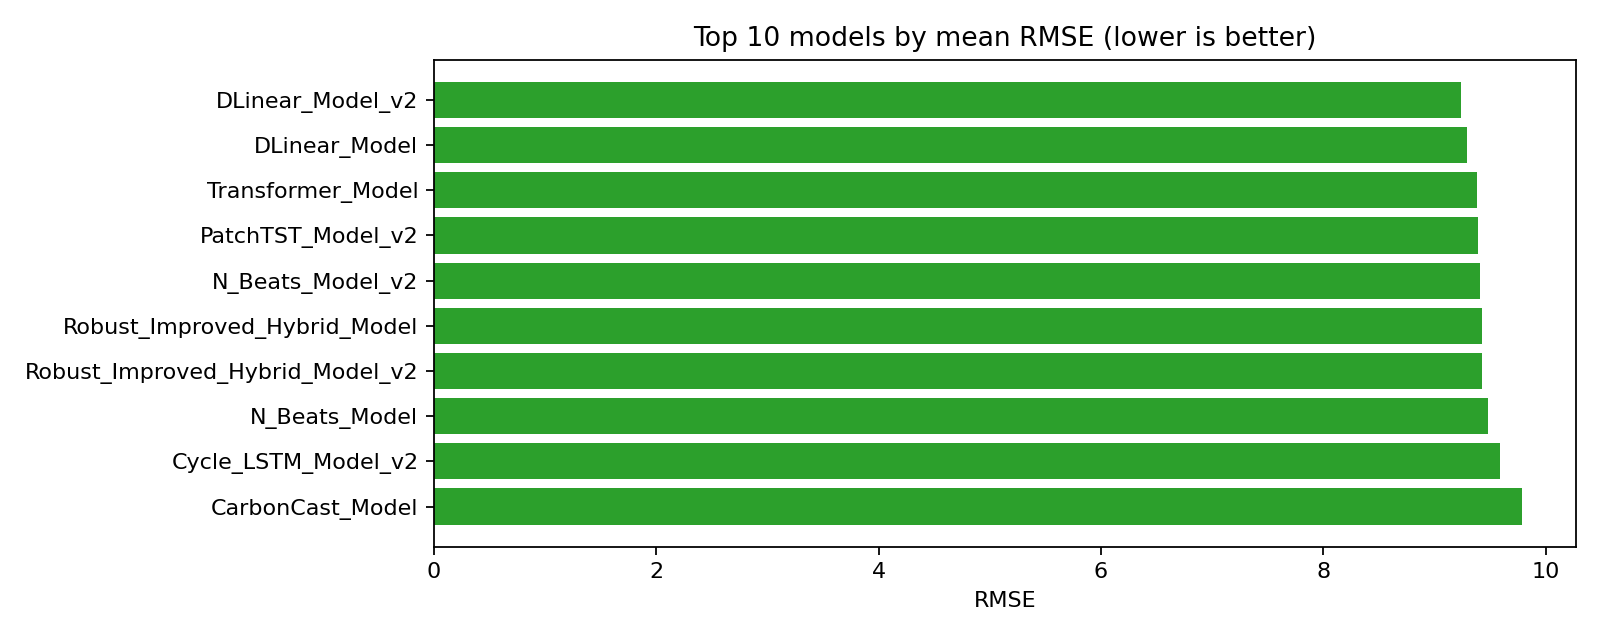 Top 10 models by mean RMSE (lower is better)
DLinear_Model_v2
DLinear_Model
Transformer_Model
PatchTST_Model_v2
N_Beats_Model_v2
Robust_Improved_Hybrid_Model
Robust_Improved_Hybrid_Model_v2
N_Beats_Model
Cycle_LSTM_Model_v2
CarbonCast_Model
0 2 4 6 8 10
RMSE